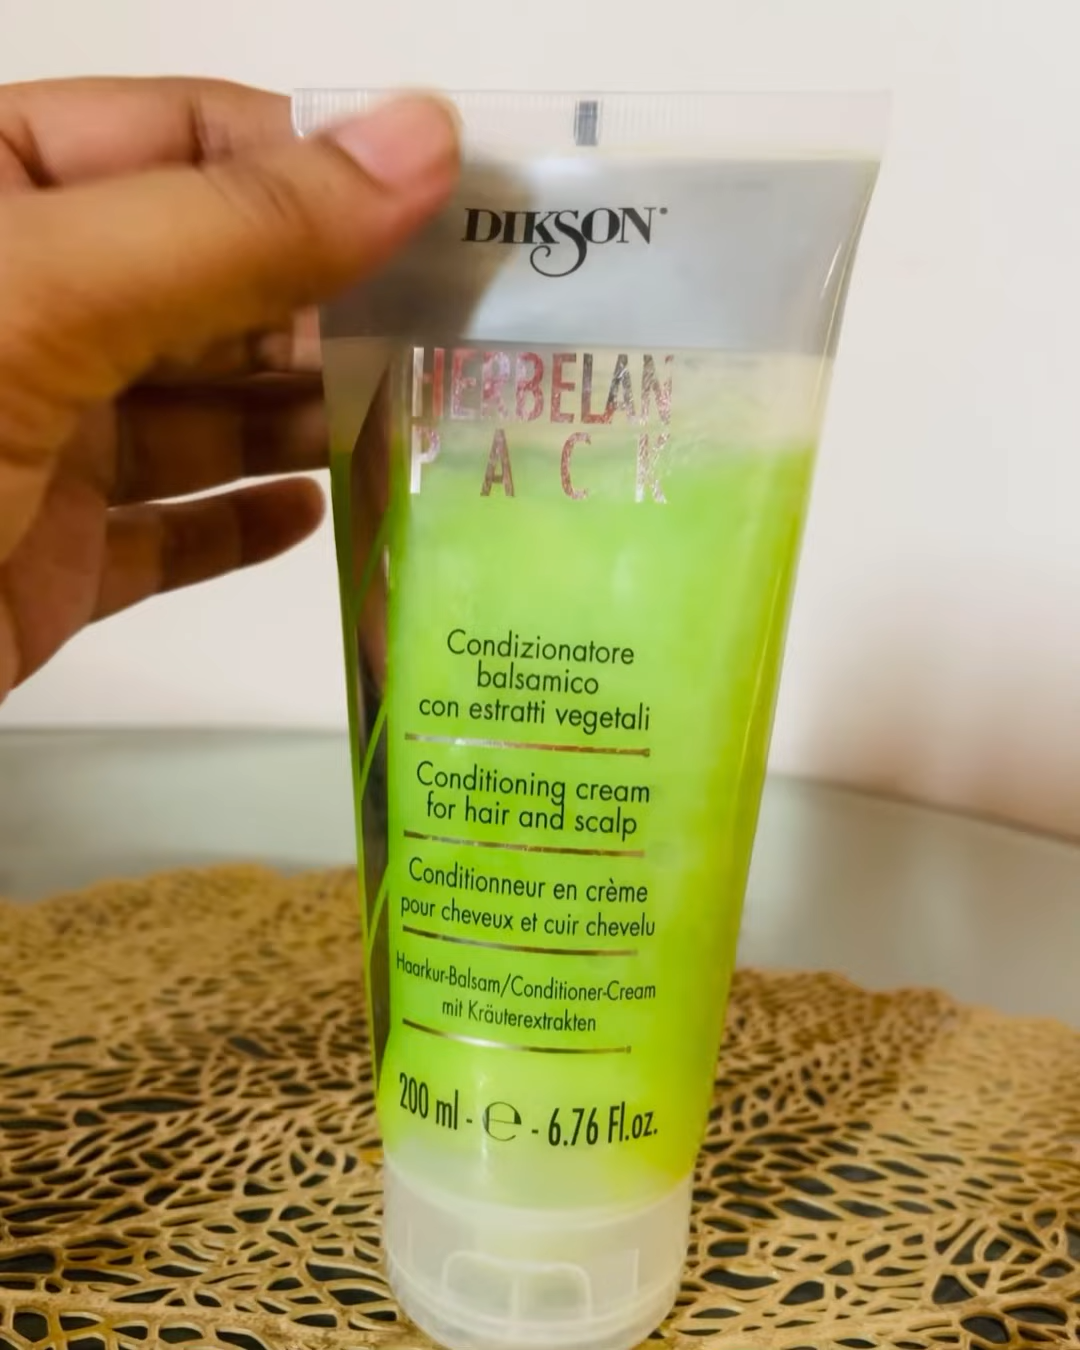 DIKSON
HERBELAN
PACK
Condizionatore
balsamico
con estratti vegetali
Conditioning cream
for hair and scalp
Conditionneur en crème
pour cheveux et cuir chevelu
Haarkur-Balsam/Conditioner-Cream
mit Kräuterextrakten
200 ml - ℮ - 6.76 Fl.oz.